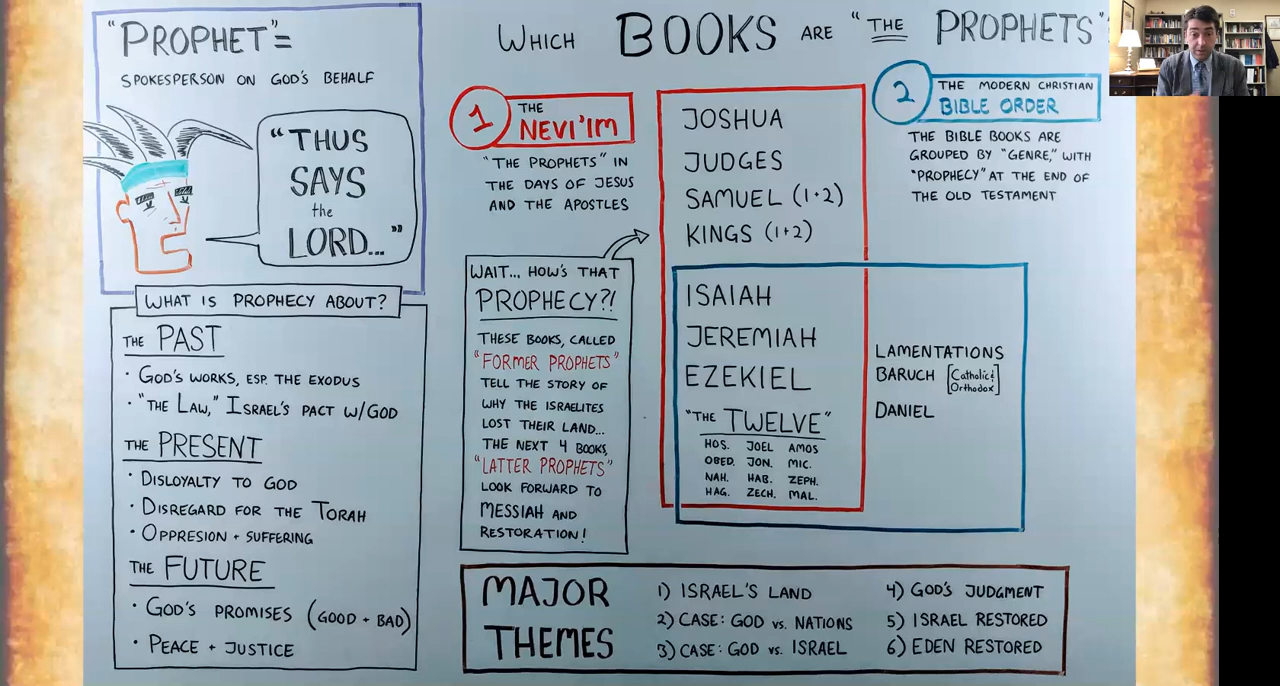 "PROPHET"=
SPOKESPERSON ON GOD'S BEHALF
"THUS
SAYS
the
LORD..."
WHAT IS PROPHECY ABOUT?
THE PAST
· GOD'S WORKS, ESP. THE EXODUS
· "THE LAW," ISRAEL'S PACT W/GOD
THE PRESENT
· DISLOYALTY TO GOD
· DISREGARD FOR THE TORAH
· OPPRESION + SUFFERING
THE FUTURE
· GOD'S PROMISES (GOOD + BAD)
· PEACE + JUSTICE
WHICH BOOKS ARE "THE PROPHETS"
1 THE
NEVI'IM
"THE PROPHETS" IN
THE DAYS OF JESUS
AND THE APOSTLES
WAIT... HOW'S THAT
PROPHECY?!
THESE BOOKS, CALLED
"FORMER PROPHETS"
TELL THE STORY OF
WHY THE ISRAELITES
LOST THEIR LAND...
THE NEXT 4 BOOKS,
"LATTER PROPHETS"
LOOK FORWARD TO
MESSIAH AND
RESTORATION!
JOSHUA
JUDGES
SAMUEL (1+2)
KINGS (1+2)
ISAIAH
JEREMIAH
EZEKIEL
"THE TWELVE"
HOS. JOEL AMOS
OBED. JON. MIC.
NAH. HAB. ZEPH.
HAG. ZECH. MAL.
2 THE MODERN CHRISTIAN
BIBLE ORDER
THE BIBLE BOOKS ARE
GROUPED BY "GENRE," WITH
"PROPHECY" AT THE END OF
THE OLD TESTAMENT
LAMENTATIONS
BARUCH [Catholic &
Orthodox]
DANIEL
MAJOR
THEMES
1) ISRAEL'S LAND
2) CASE: GOD VS. NATIONS
3) CASE: GOD VS. ISRAEL
4) GOD'S JUDGMENT
5) ISRAEL RESTORED
6) EDEN RESTORED